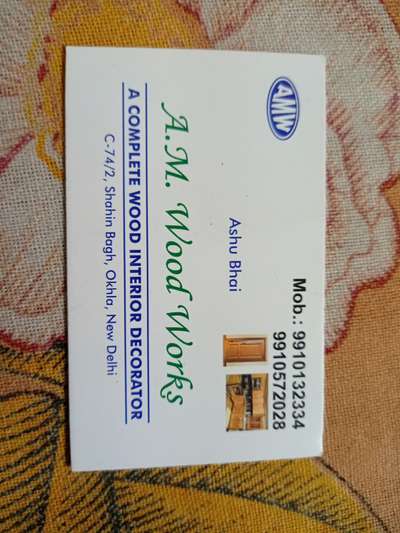 AMW
Mob.: 9910132334
9910572028
Ashu Bhai
A.M. Wood Works
A COMPLETE WOOD INTERIOR DECORATOR
C-74/2, Shahin Bagh, Okhla, New Delhi